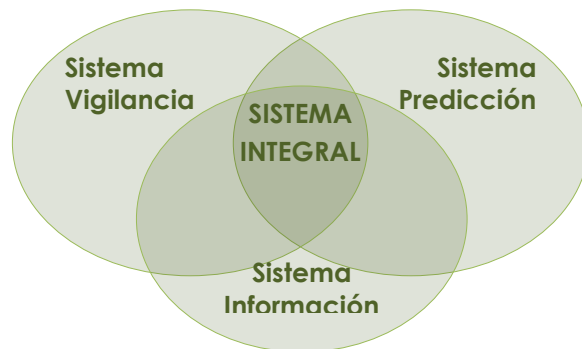 Sistema
Vigilancia
Sistema
Predicción
SISTEMA
INTEGRAL
Sistema
Información